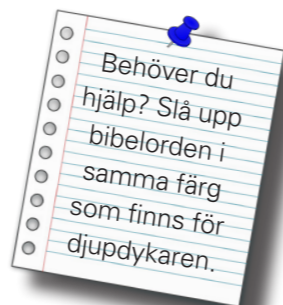 Behöver du
hjälp? Slå upp
bibelorden i
samma färg
som finns för
djupdykaren.